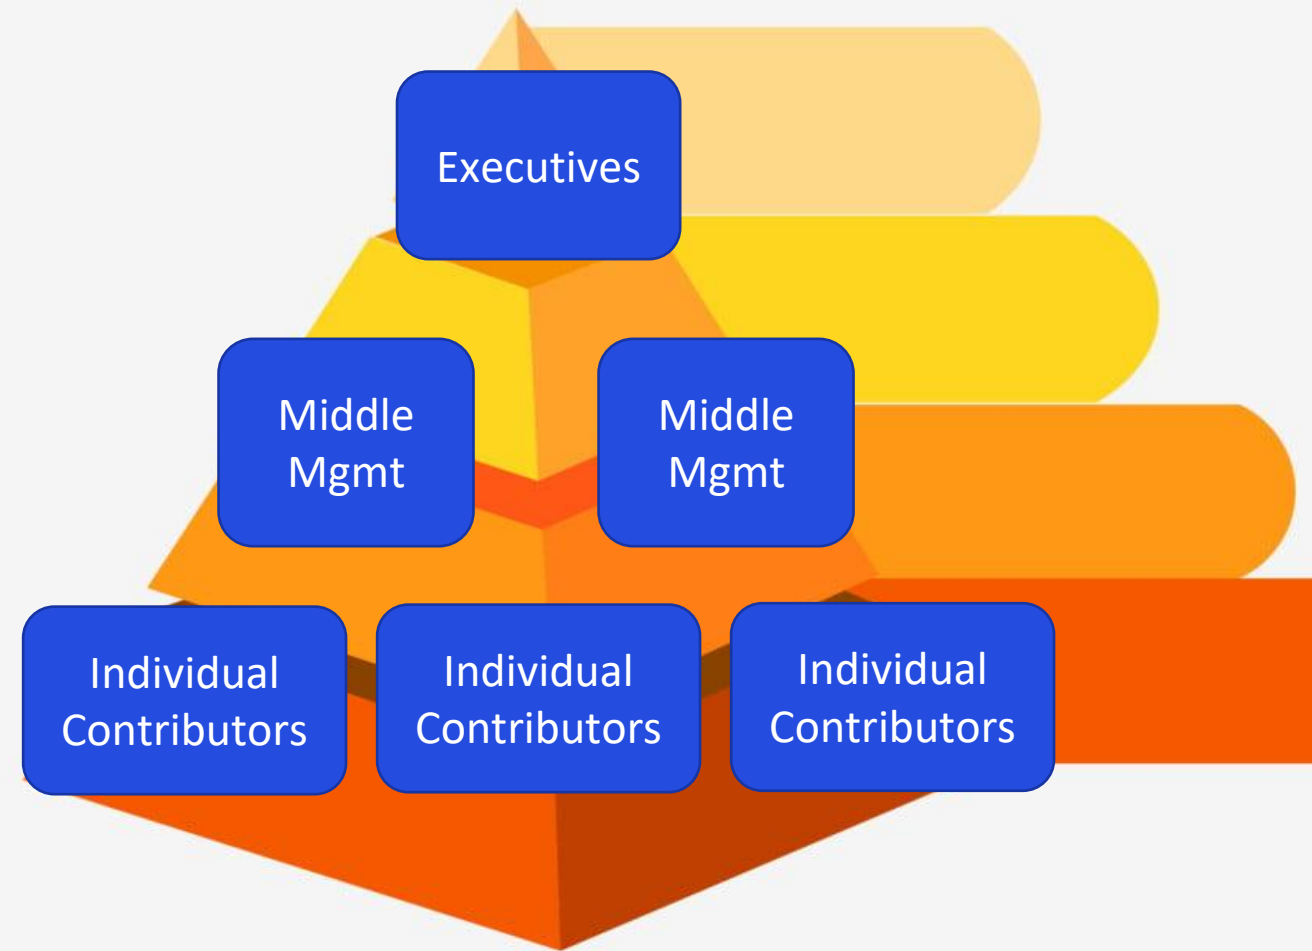 Executives
Middle
Mgmt
Middle
Mgmt
Individual
Contributors
Individual
Contributors
Individual
Contributors